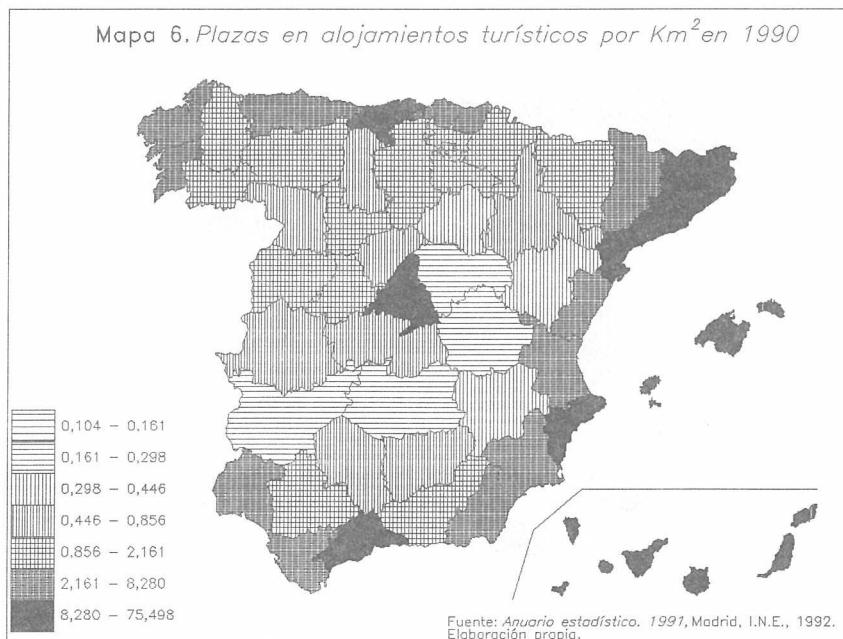 Mapa 6. Plazas en alojamientos turísticos por Km² en 1990
0,104 – 0,161
0,161 – 0,298
0,298 – 0,446
0,446 – 0,856
0,856 – 2,161
2,161 – 8,280
8,280 – 75,498
Fuente: Anuario estadístico. 1991, Madrid, I.N.E., 1992.
Elaboración propia.